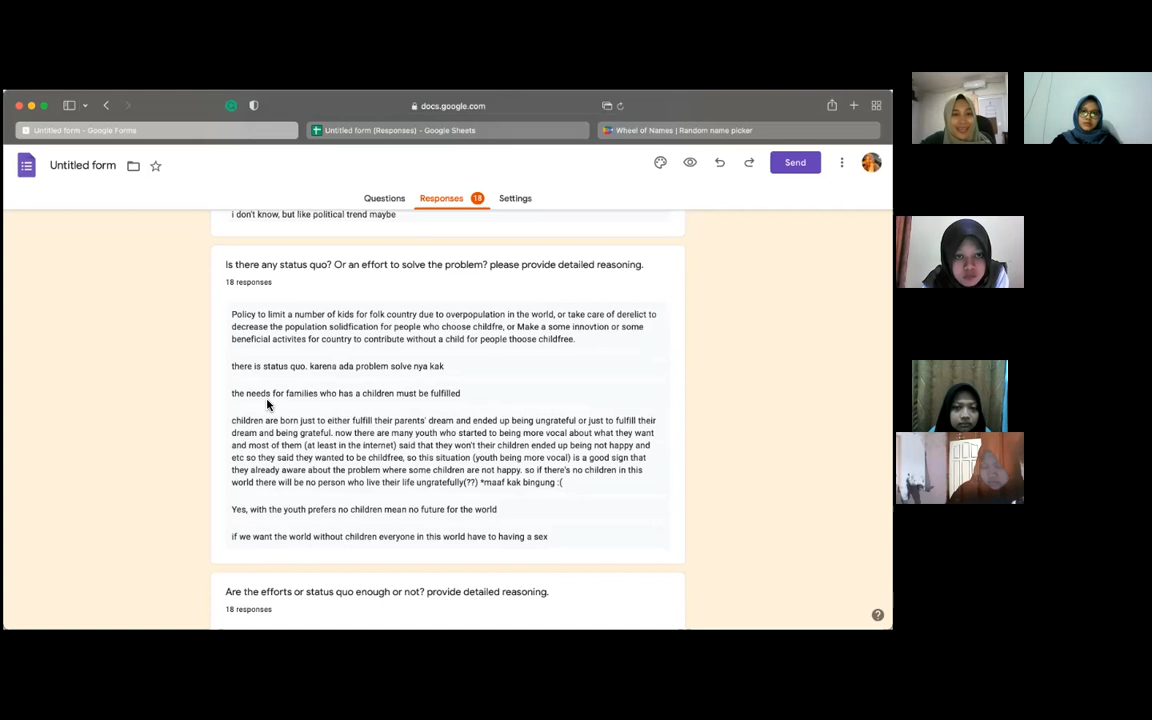 docs.google.com
Untitled form - Google Forms
Untitled form (Responses) - Google Sheets
Wheel of Names | Random name picker
Untitled form
Send
Questions
Responses 18
Settings
i don't know, but like political trend maybe
Is there any status quo? Or an effort to solve the problem? please provide detailed reasoning.
18 responses
Policy to limit a number of kids for folk country due to overpopulation in the world, or take care of derelict to
decrease the population solidfication for people who choose childfre, or Make a some innovtion or some
beneficial activites for country to contribute without a child for people thoose childfree.
there is status quo. karena ada problem solve nya kak
the needs for families who has a children must be fulfilled
children are born just to either fulfill their parents' dream and ended up being ungrateful or just to fulfill their
dream and being grateful. now there are many youth who started to being more vocal about what they want
and most of them (at least in the internet) said that they won't their children ended up being not happy and
etc so they said they wanted to be childfree, so this situation (youth being more vocal) is a good sign that
they already aware about the problem where some children are not happy. so if there's no children in this
world there will be no person who live their life ungratefully(??) *maaf kak bingung :(
Yes, with the youth prefers no children mean no future for the world
if we want the world without children everyone in this world have to having a sex
Are the efforts or status quo enough or not? provide detailed reasoning.
18 responses